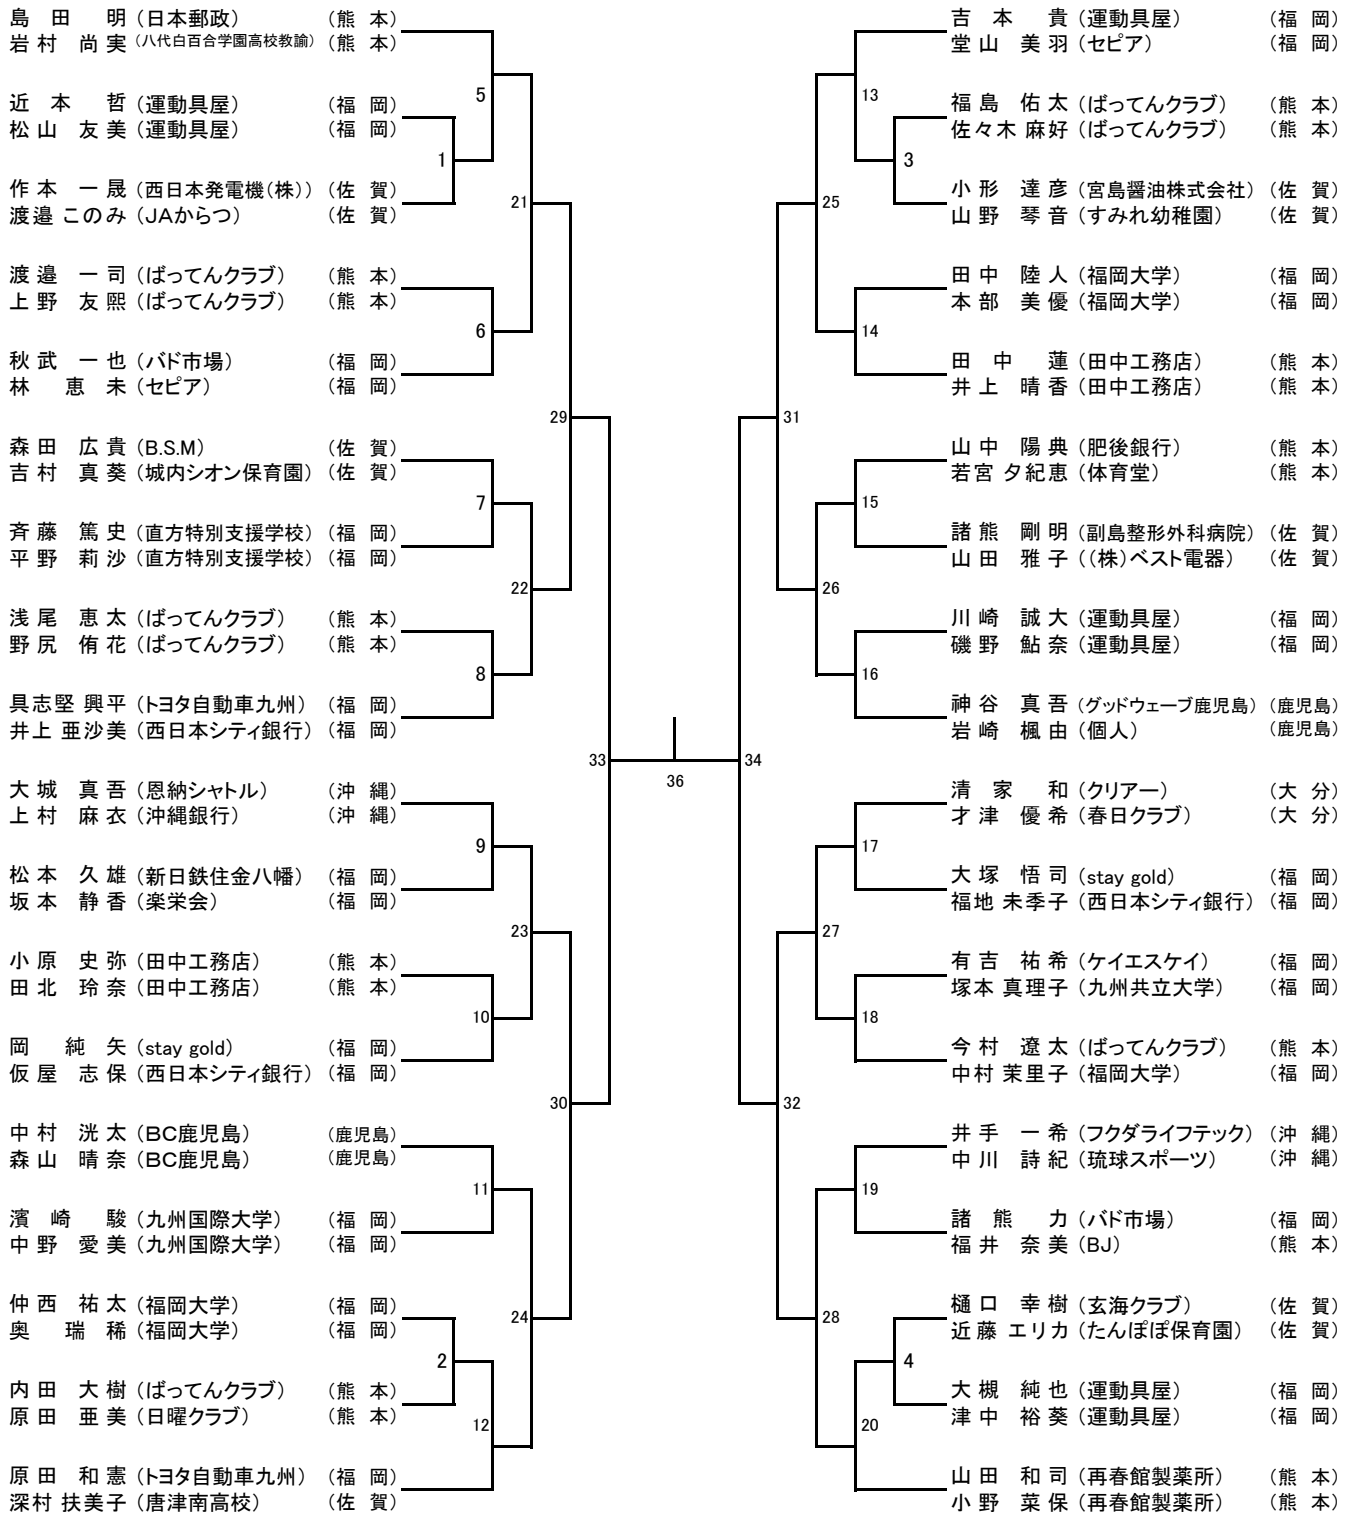 島田 明 (日本郵政) (熊 本)
岩村 尚実 (八代白百合学園高校教諭) (熊 本)
近本 哲 (運動具屋) (福 岡)
松山 友美 (運動具屋) (福 岡)
作本 一晟 (西日本発電機(株)) (佐 賀)
渡邉 このみ (JAからつ) (佐 賀)
渡邉 一司 (ばってんクラブ) (熊 本)
上野 友熙 (ばってんクラブ) (熊 本)
秋武 一也 (バド市場) (福 岡)
林 恵未 (セピア) (福 岡)
森田 広貴 (B.S.M) (佐 賀)
吉村 真葵 (城内シオン保育園) (佐 賀)
斉藤 篤史 (直方特別支援学校) (福 岡)
平野 莉沙 (直方特別支援学校) (福 岡)
浅尾 恵太 (ばってんクラブ) (熊 本)
野尻 侑花 (ばってんクラブ) (熊 本)
具志堅 興平 (トヨタ自動車九州) (福 岡)
井上 亜沙美 (西日本シティ銀行) (福 岡)
大城 真吾 (恩納シャトル) (沖 縄)
上村 麻衣 (沖縄銀行) (沖 縄)
松本 久雄 (新日鉄住金八幡) (福 岡)
坂本 静香 (楽栄会) (福 岡)
小原 史弥 (田中工務店) (熊 本)
田北 玲奈 (田中工務店) (熊 本)
岡 純矢 (stay gold) (福 岡)
仮屋 志保 (西日本シティ銀行) (福 岡)
中村 洸太 (BC鹿児島) (鹿児島)
森山 晴奈 (BC鹿児島) (鹿児島)
濱崎 駿 (九州国際大学) (福 岡)
中野 愛美 (九州国際大学) (福 岡)
仲西 祐太 (福岡大学) (福 岡)
奥 瑞稀 (福岡大学) (福 岡)
内田 大樹 (ばってんクラブ) (熊 本)
原田 亜美 (日曜クラブ) (熊 本)
原田 和憲 (トヨタ自動車九州) (福 岡)
深村 扶美子 (唐津南高校) (佐 賀)
1
2
5
6
7
8
9
10
11
12
21
22
23
24
29
30
33
36
34
31
32
25
26
27
28
13
14
15
16
17
18
19
20
3
4
吉本 貴 (運動具屋) (福 岡)
堂山 美羽 (セピア) (福 岡)
福島 佑太 (ばってんクラブ) (熊 本)
佐々木 麻好 (ばってんクラブ) (熊 本)
小形 達彦 (宮島醤油株式会社) (佐 賀)
山野 琴音 (すみれ幼稚園) (佐 賀)
田中 陸人 (福岡大学) (福 岡)
本部 美優 (福岡大学) (福 岡)
田中 蓮 (田中工務店) (熊 本)
井上 晴香 (田中工務店) (熊 本)
山中 陽典 (肥後銀行) (熊 本)
若宮 夕紀恵 (体育堂) (熊 本)
諸熊 剛明 (副島整形外科病院) (佐 賀)
山田 雅子 ((株)ベスト電器) (佐 賀)
川崎 誠大 (運動具屋) (福 岡)
磯野 鮎奈 (運動具屋) (福 岡)
神谷 真吾 (グッドウェーブ鹿児島) (鹿児島)
岩崎 楓由 (個人) (鹿児島)
清家 和 (クリアー) (大 分)
才津 優希 (春日クラブ) (大 分)
大塚 悟司 (stay gold) (福 岡)
福地 未季子 (西日本シティ銀行) (福 岡)
有吉 祐希 (ケイエスケイ) (福 岡)
塚本 真理子 (九州共立大学) (福 岡)
今村 遼太 (ばってんクラブ) (熊 本)
中村 茉里子 (福岡大学) (福 岡)
井手 一希 (フクダライフテック) (沖 縄)
中川 詩紀 (琉球スポーツ) (沖 縄)
諸熊 力 (バド市場) (福 岡)
福井 奈美 (BJ) (熊 本)
樋口 幸樹 (玄海クラブ) (佐 賀)
近藤 エリカ (たんぽぽ保育園) (佐 賀)
大槻 純也 (運動具屋) (福 岡)
津中 裕葵 (運動具屋) (福 岡)
山田 和司 (再春館製薬所) (熊 本)
小野 菜保 (再春館製薬所) (熊 本)